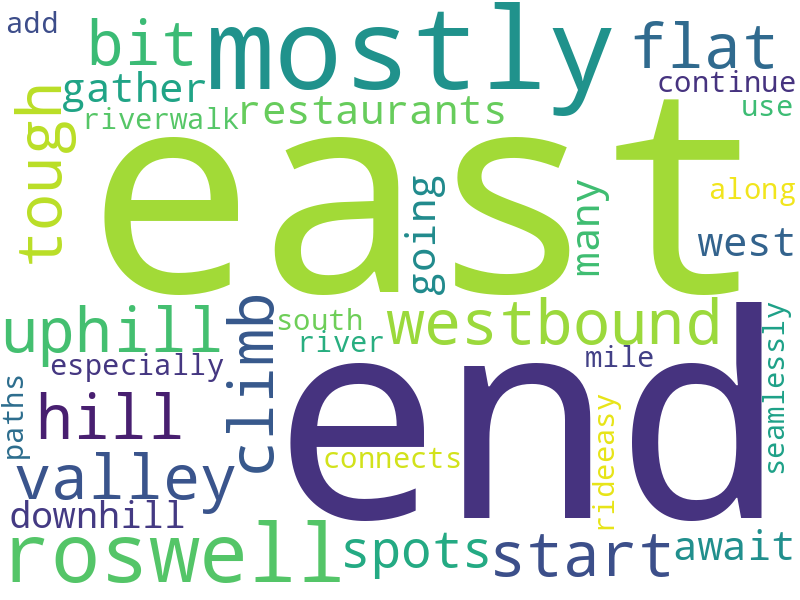 add
bit
mostly
flat
gather
continue
tough
riverwalk
restaurants
use
east
going
many
along
west
uphill
climb
south
westbound
river
especially
mile
seamlessly
paths
hill
end
valley
connects
rideeasy
downhill
roswell
spots
start
await